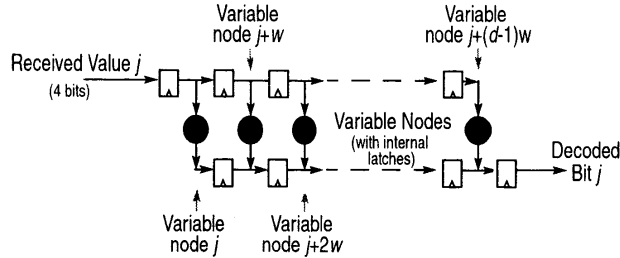 Variable
node j+w
Variable
node j+(d-1)w
Received Value j
(4 bits)
Variable Nodes
(with internal
latches)
Decoded
Bit j
Variable
node j
Variable
node j+2w